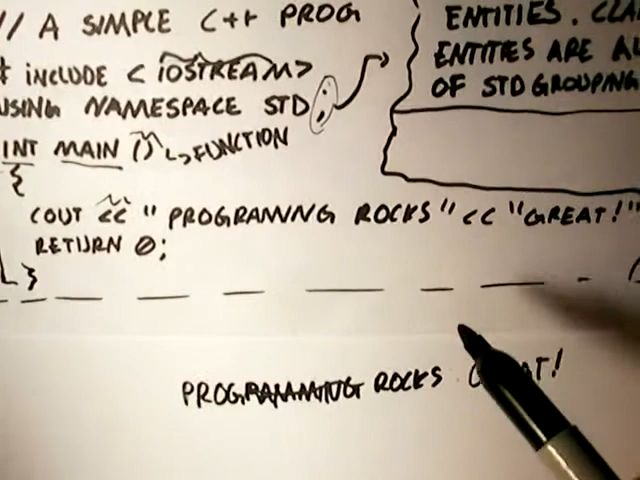 // A SIMPLE C++ PROG
# INCLUDE < IOSTREAM>
USING NAMESPACE STD ;
INT MAIN () ↳FUNCTION
{
COUT << " PROGRAMING ROCKS" << "GREAT!"
RETURN 0;
}
ENTITIES. CLA
ENTITIES ARE AL
OF STD GROUPING
PROGRAMMING ROCKS